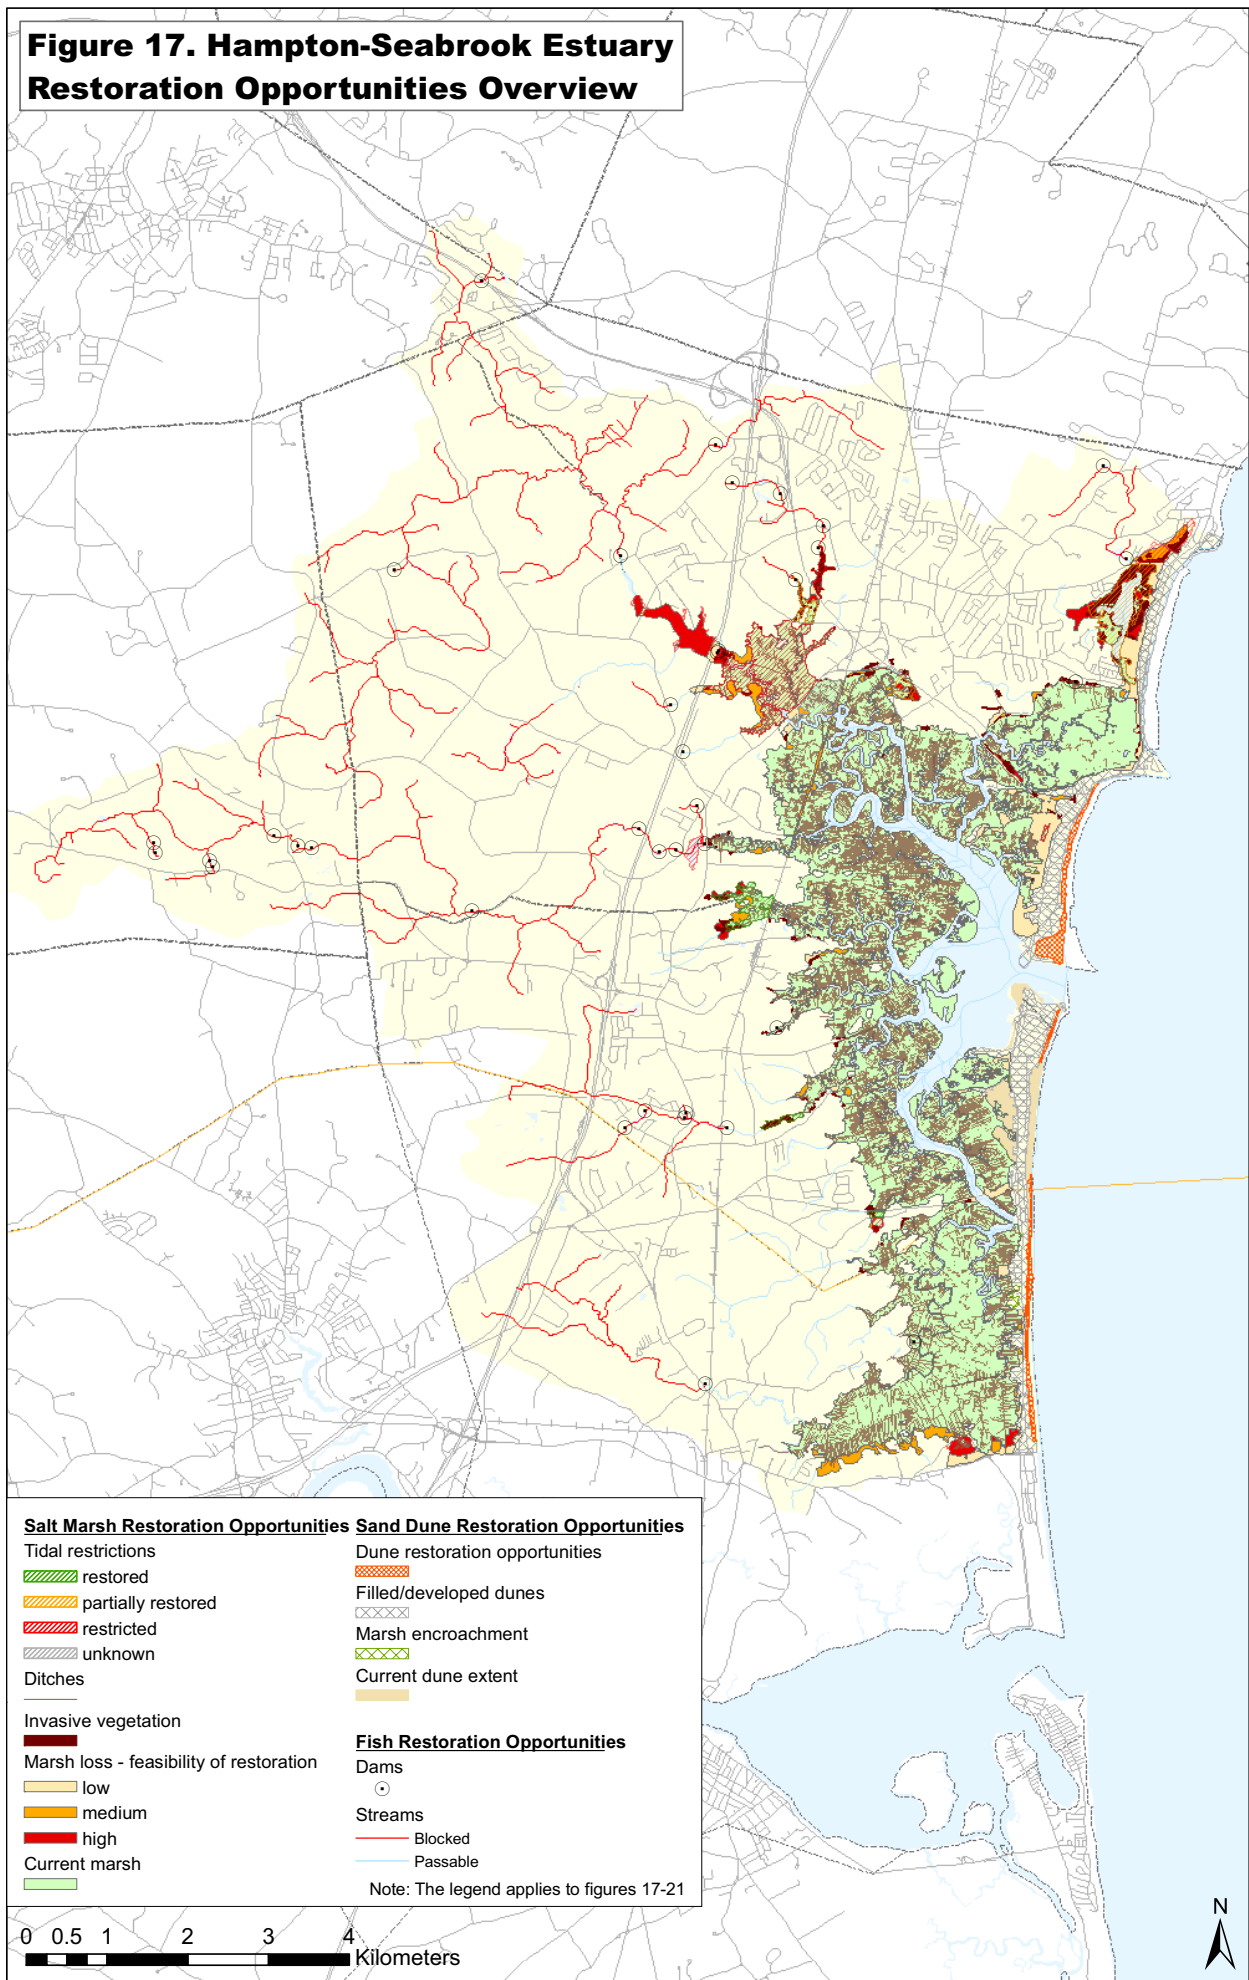 Figure 17. Hampton-Seabrook Estuary
Restoration Opportunities Overview
Salt Marsh Restoration Opportunities
Tidal restrictions
restored
partially restored
restricted
unknown
Ditches
Invasive vegetation
Marsh loss - feasibility of restoration
low
medium
high
Current marsh
Sand Dune Restoration Opportunities
Dune restoration opportunities
Filled/developed dunes
Marsh encroachment
Current dune extent
Fish Restoration Opportunities
Dams
Streams
Blocked
Passable
Note: The legend applies to figures 17-21
0 0.5 1 2 3 4
Kilometers
N